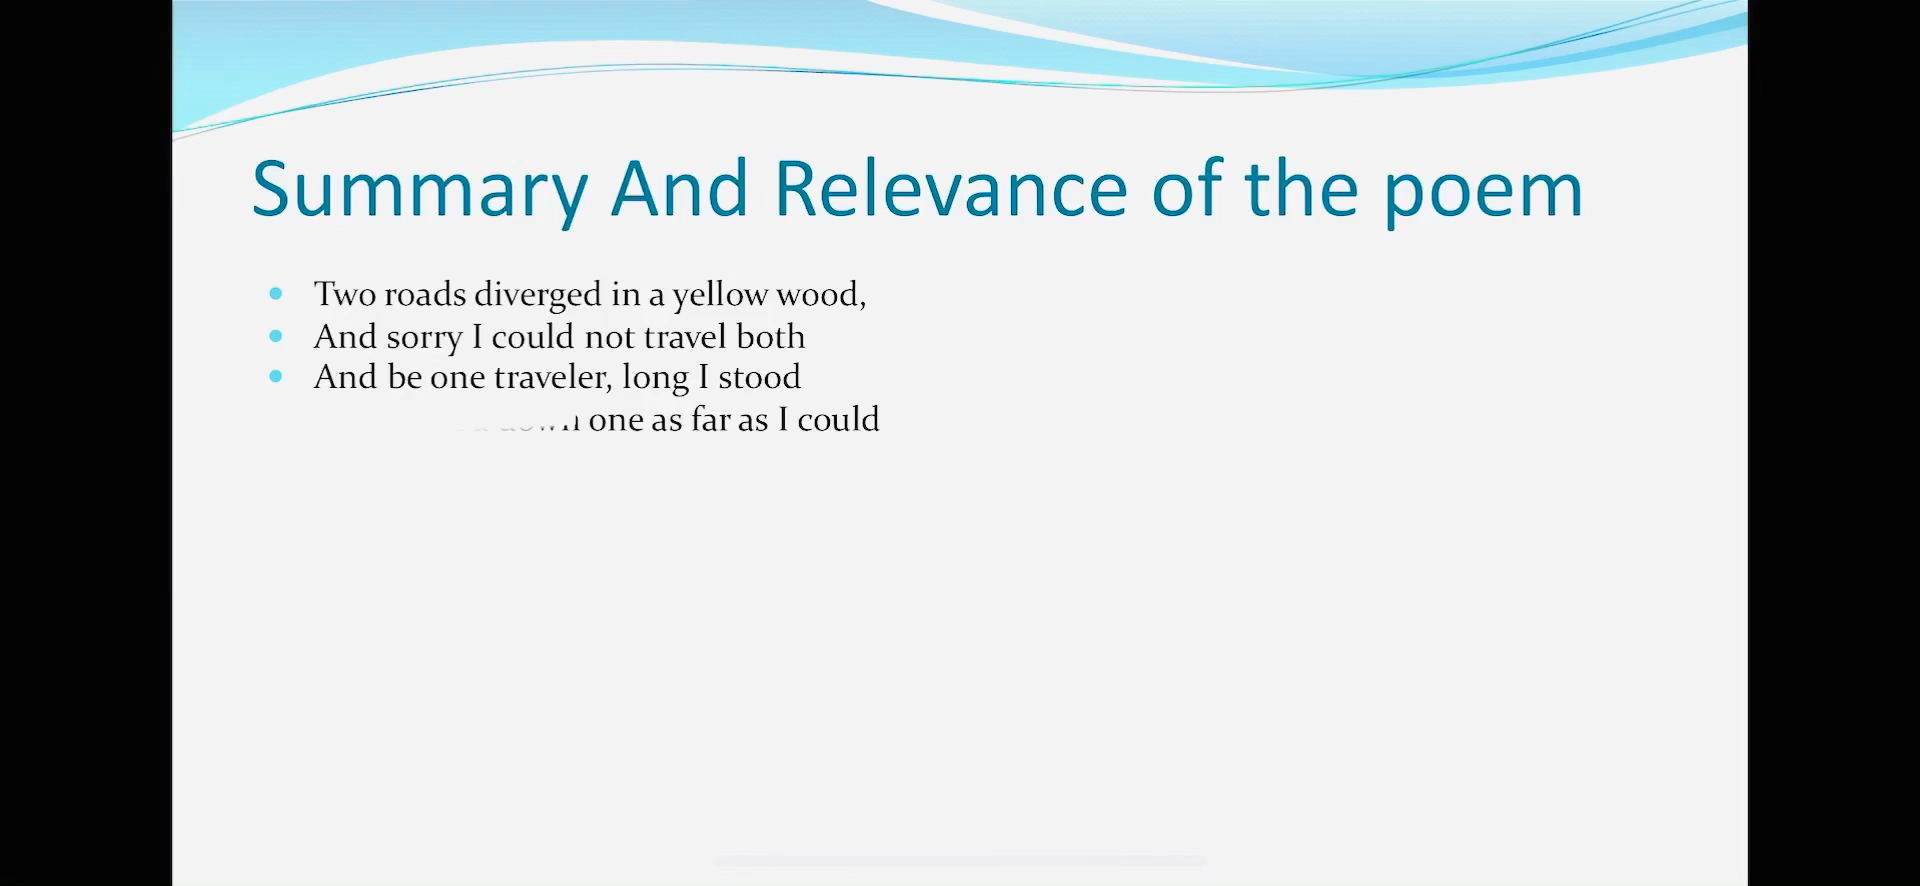 Summary And Relevance of the poem
Two roads diverged in a yellow wood,
And sorry I could not travel both
And be one traveler, long I stood
one as far as I could